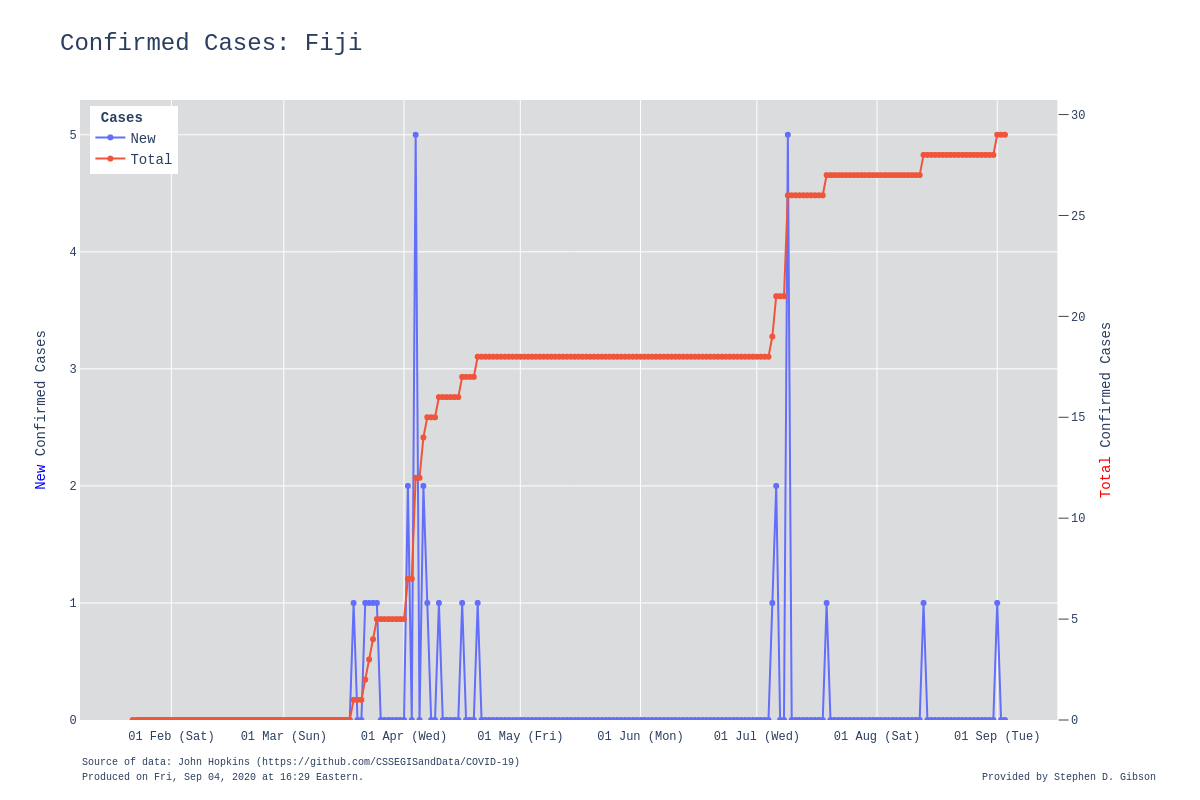 Confirmed Cases: Fiji
Cases
New
Total
5
4
3
2
1
0
New Confirmed Cases
30
25
20
15
10
5
0
Total Confirmed Cases
01 Feb (Sat) 01 Mar (Sun) 01 Apr (Wed) 01 May (Fri) 01 Jun (Mon) 01 Jul (Wed) 01 Aug (Sat) 01 Sep (Tue)
Source of data: John Hopkins (https://github.com/CSSEGISandData/COVID-19)
Produced on Fri, Sep 04, 2020 at 16:29 Eastern.
Provided by Stephen D. Gibson